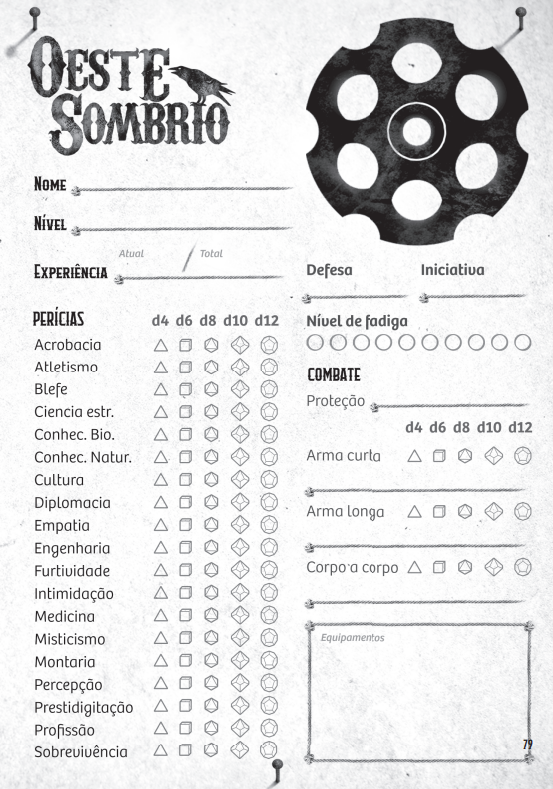 OESTE
SOMBRIO
NOME
NÍVEL
Atual Total
EXPERIÊNCIA
PERÍCIAS d4 d6 d8 d10 d12
Acrobacia
Atletismo
Blefe
Ciencia estr.
Conhec. Bio.
Conhec. Natur.
Cultura
Diplomacia
Empatia
Engenharia
Furtividade
Intimidação
Medicina
Misticismo
Montaria
Percepção
Prestidigitação
Profissão
Sobrevivência
Defesa Iniciativa
Nível de fadiga
COMBATE
Proteção
d4 d6 d8 d10 d12
Arma curta
Arma longa
Corpo a corpo
Equipamentos
79